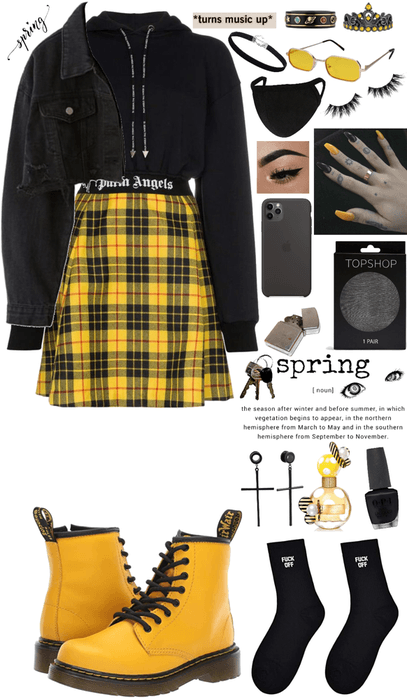 spring
*turns music up*
Palm Angels
TOPSHOP
1 PAIR
spring
[ noun]
the season after winter and before summer, in which
vegetation begins to appear, in the northern
hemisphere from March to May and in the southern
hemisphere from September to November.
OPI
FUCK
OFF
FUCK
OFF